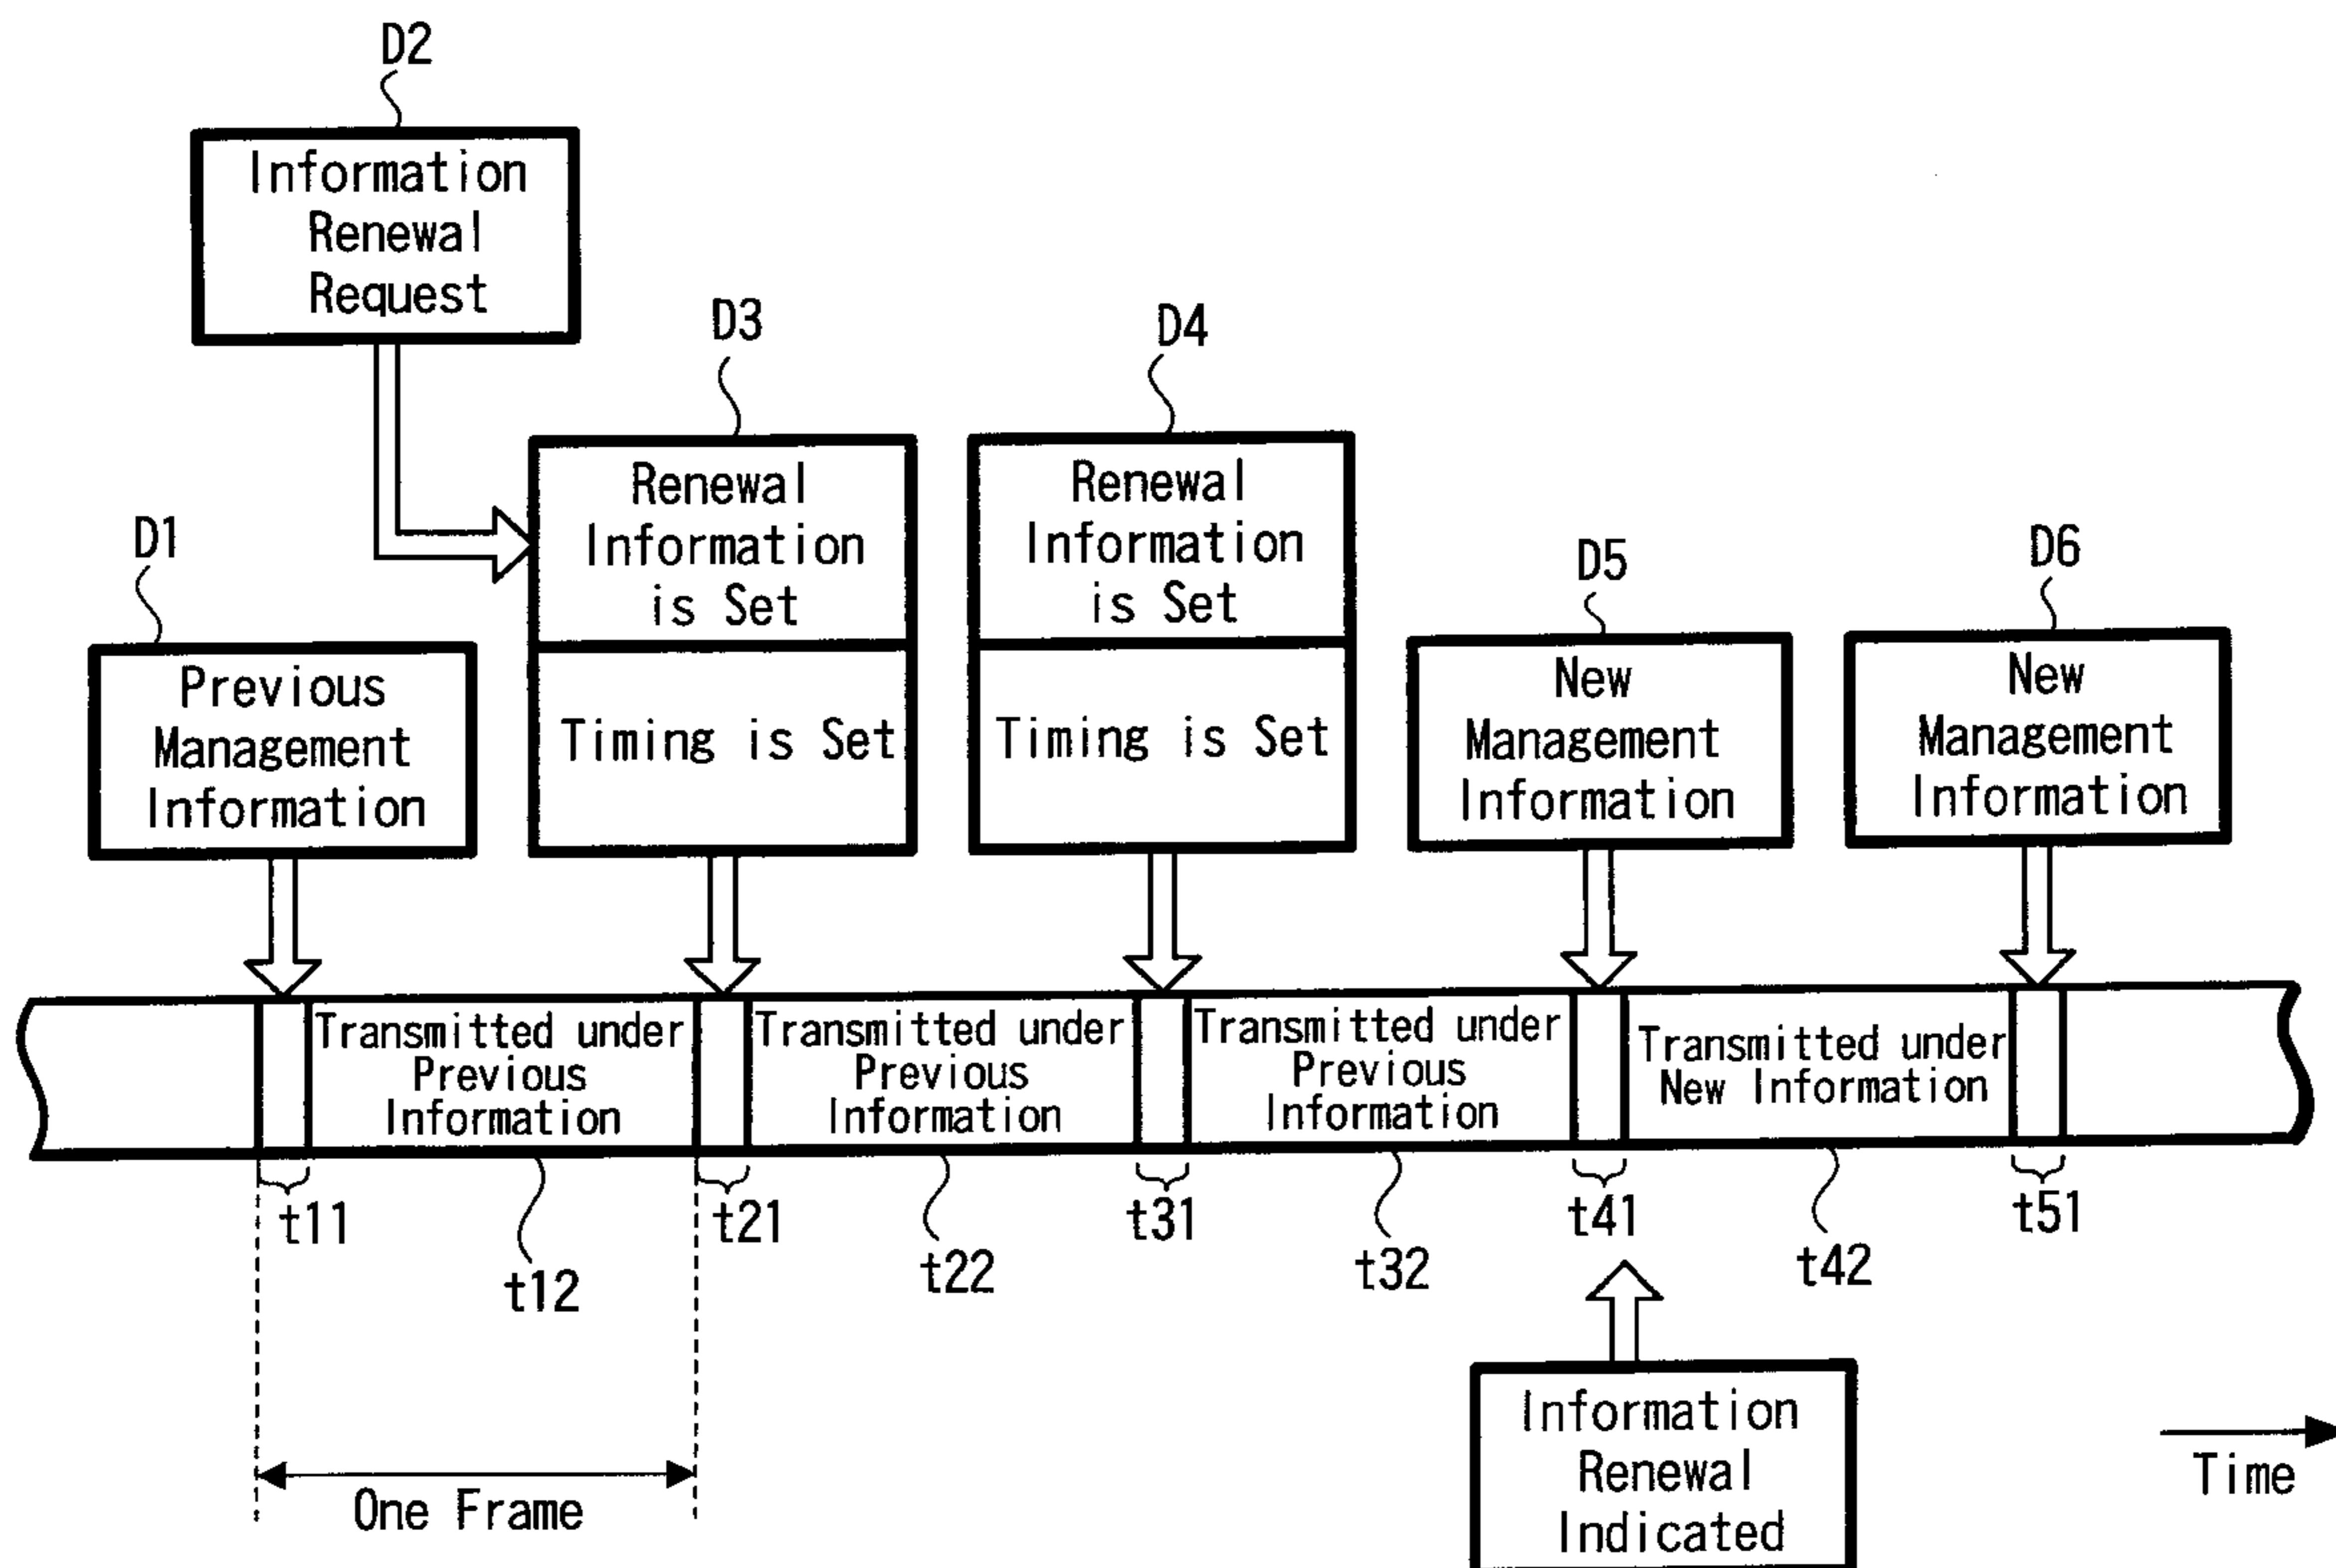 D2
Information
Renewal
Request
D3
Renewal
Information
is Set
Timing is Set
D4
Renewal
Information
is Set
Timing is Set
D1
Previous
Management
Information
D5
New
Management
Information
D6
New
Management
Information
Transmitted under
Previous
Information
Transmitted under
Previous
Information
Transmitted under
Previous
Information
Transmitted under
New Information
t11
t12
t21
t22
t31
t32
t41
t42
t51
One Frame
Information
Renewal
Indicated
Time